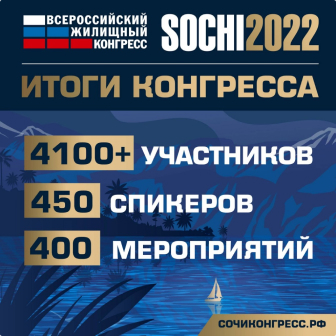 ВСЕРОССИЙСКИЙ
ЖИЛИЩНЫЙ
КОНГРЕСС
SOCHI2022
ИТОГИ КОНГРЕССА
4100+ УЧАСТНИКОВ
450 СПИКЕРОВ
400 МЕРОПРИЯТИЙ
СОЧИКОНГРЕСС.РФ